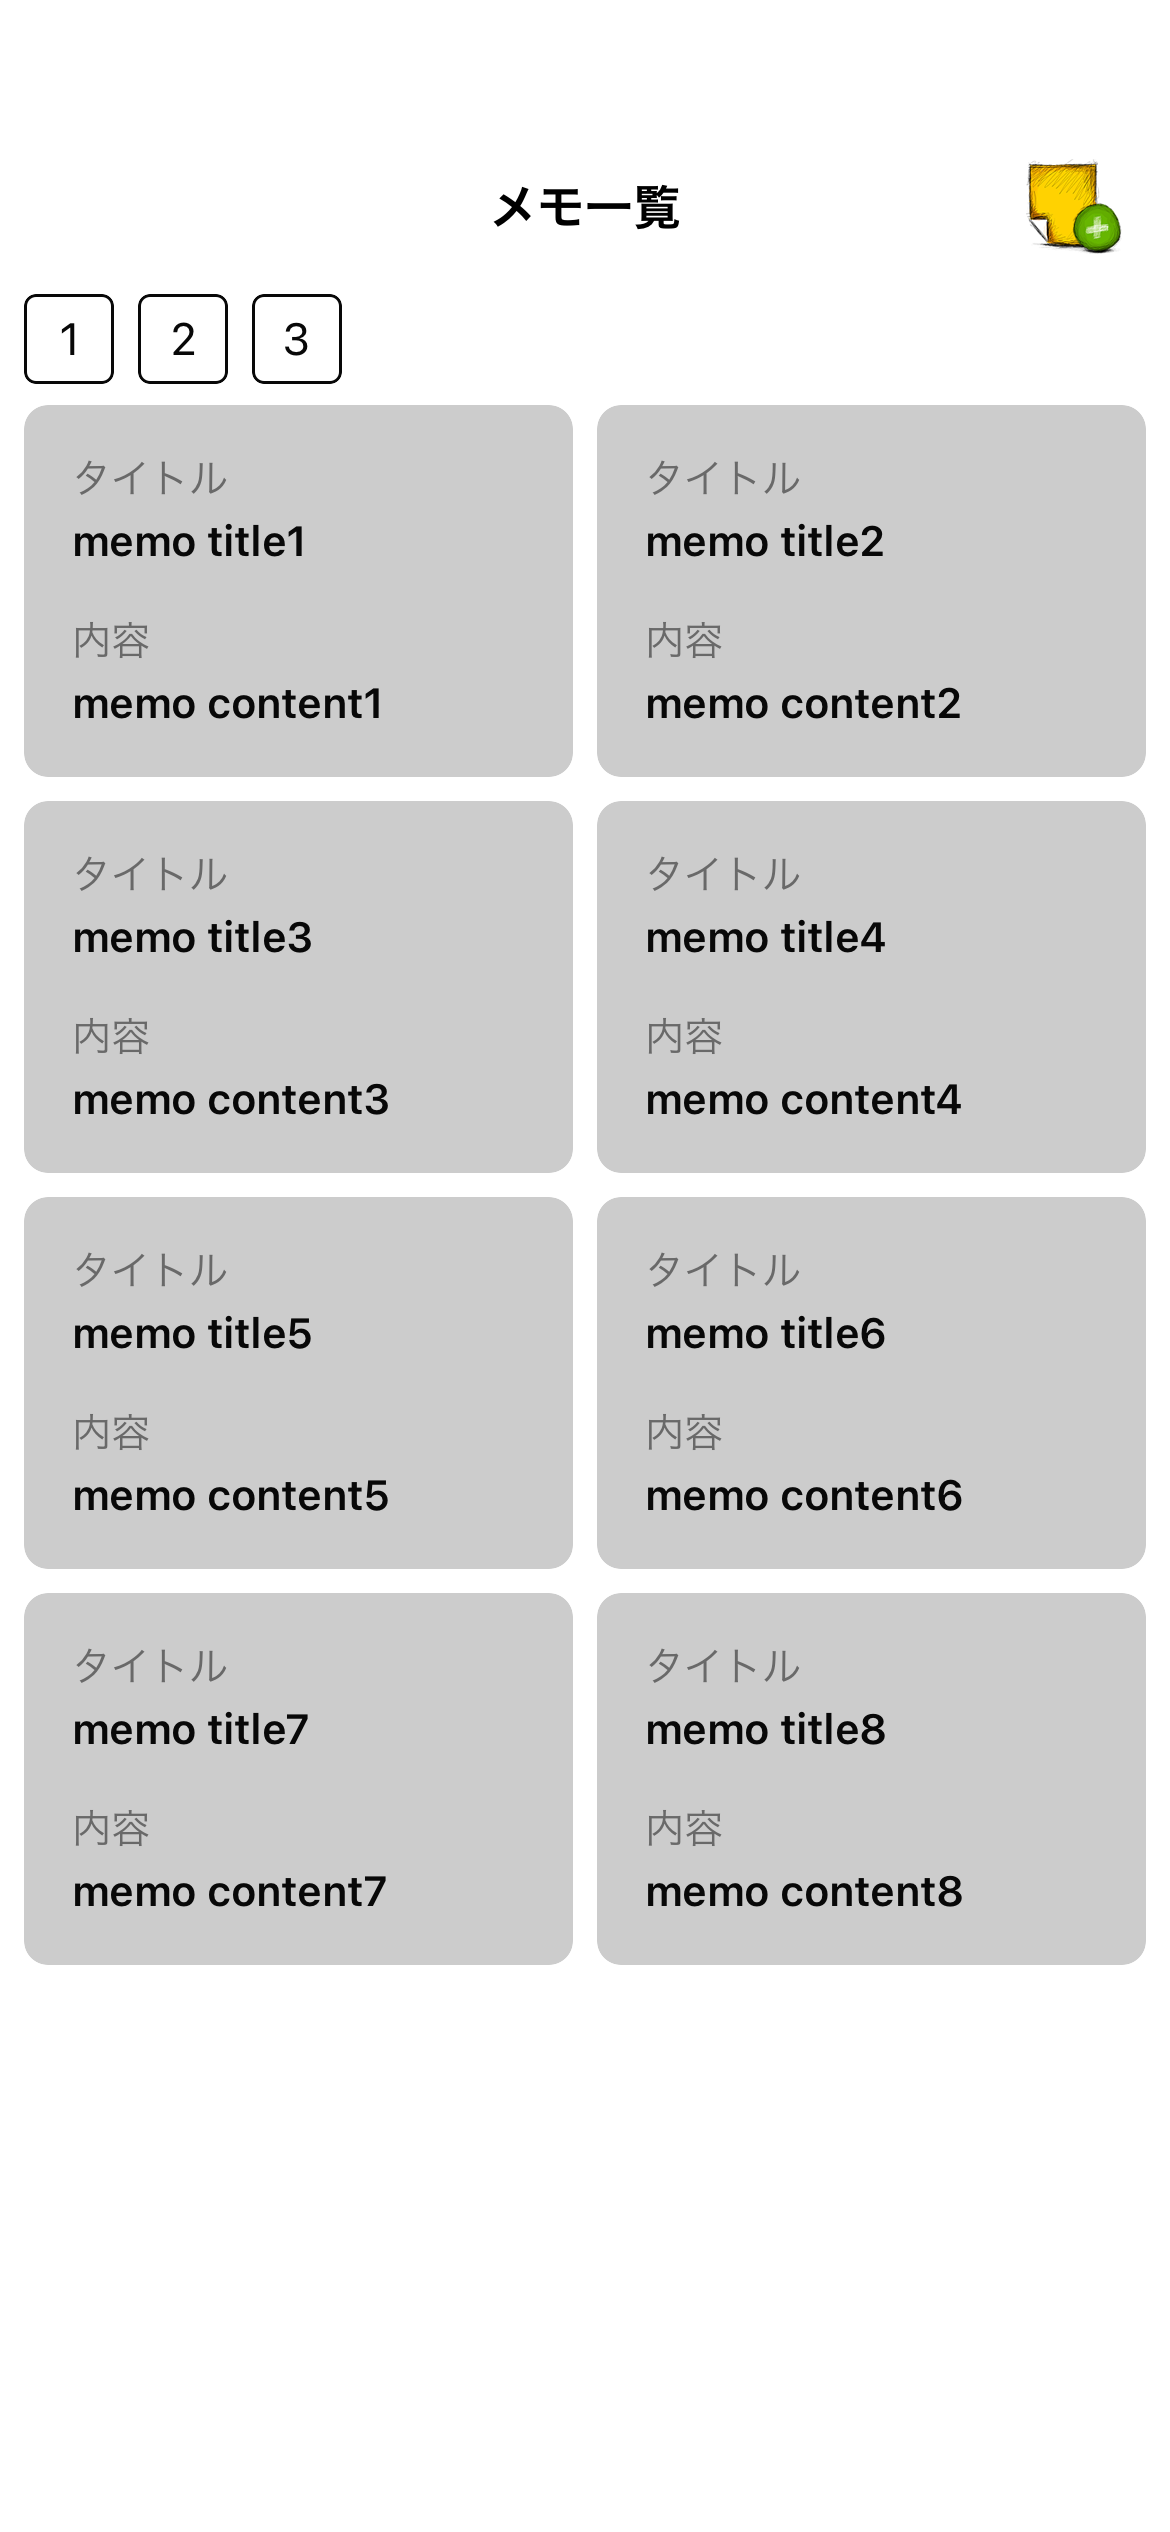 メモ一覧
1 2 3
タイトル
memo title1
内容
memo content1
タイトル
memo title2
内容
memo content2
タイトル
memo title3
内容
memo content3
タイトル
memo title4
内容
memo content4
タイトル
memo title5
内容
memo content5
タイトル
memo title6
内容
memo content6
タイトル
memo title7
内容
memo content7
タイトル
memo title8
内容
memo content8